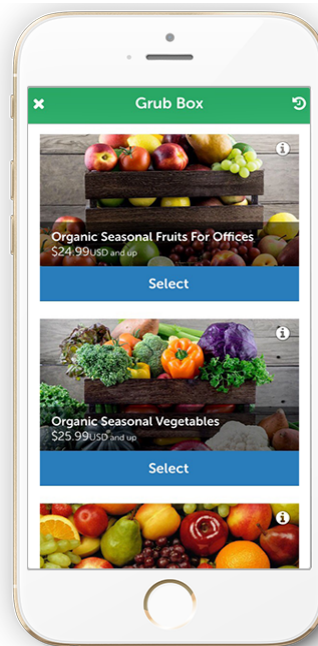 Grub Box
Organic Seasonal Fruits For Offices
$24.99USD and up
Select
Organic Seasonal Vegetables
$25.99USD and up
Select